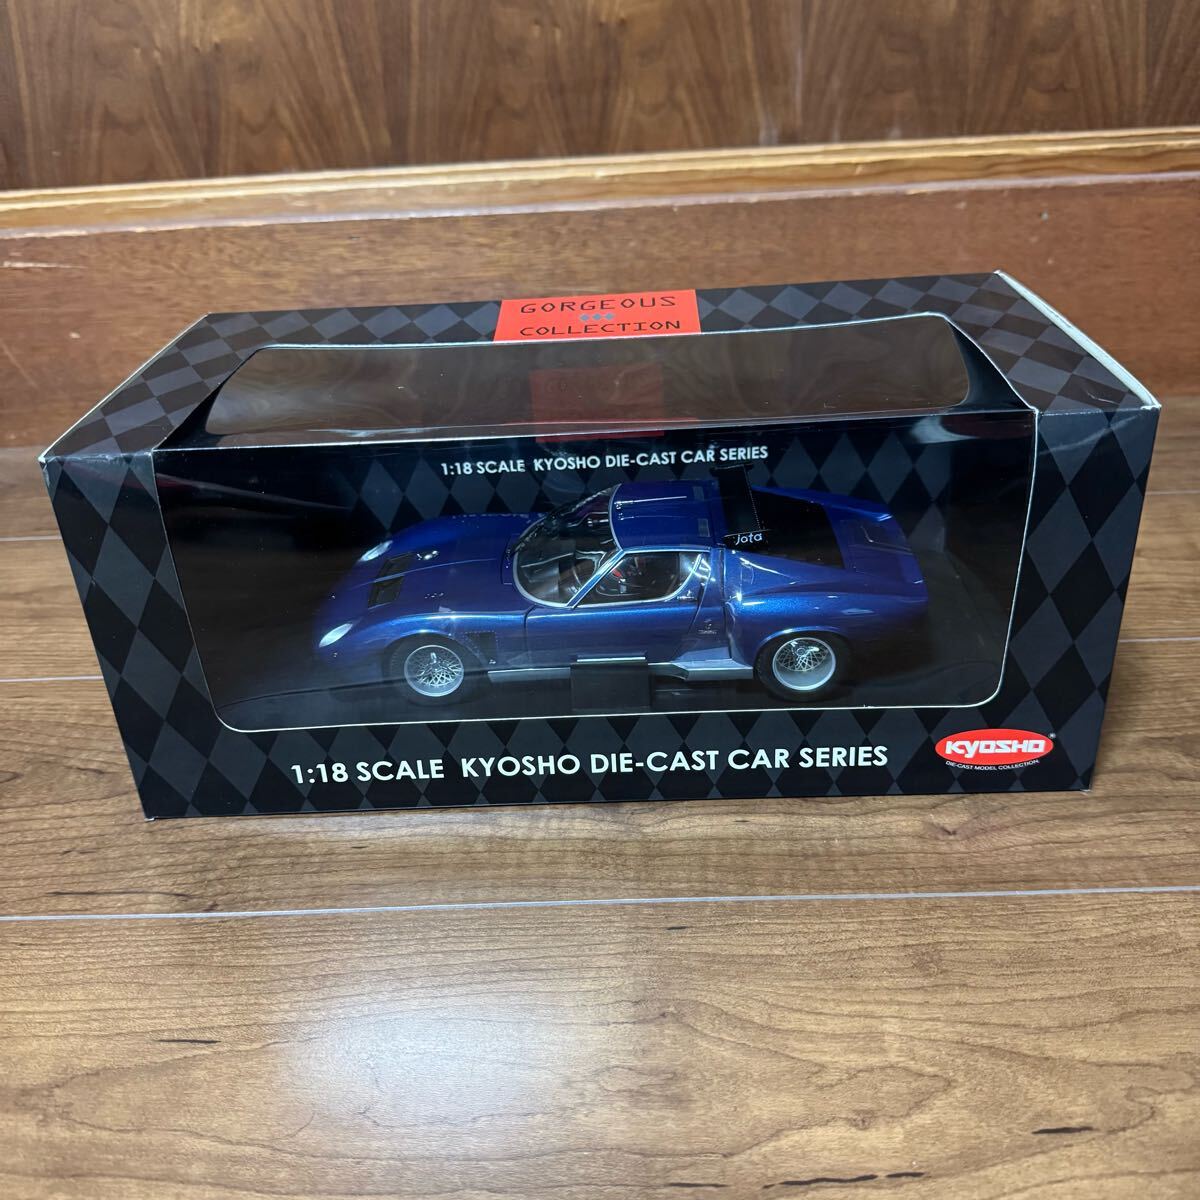 GORGEOUS
COLLECTION
1:18 SCALE KYOSHO DIE-CAST CAR SERIES
Jota
1:18 SCALE KYOSHO DIE-CAST CAR SERIES
KYOSHO
®
DIE-CAST MODEL COLLECTION